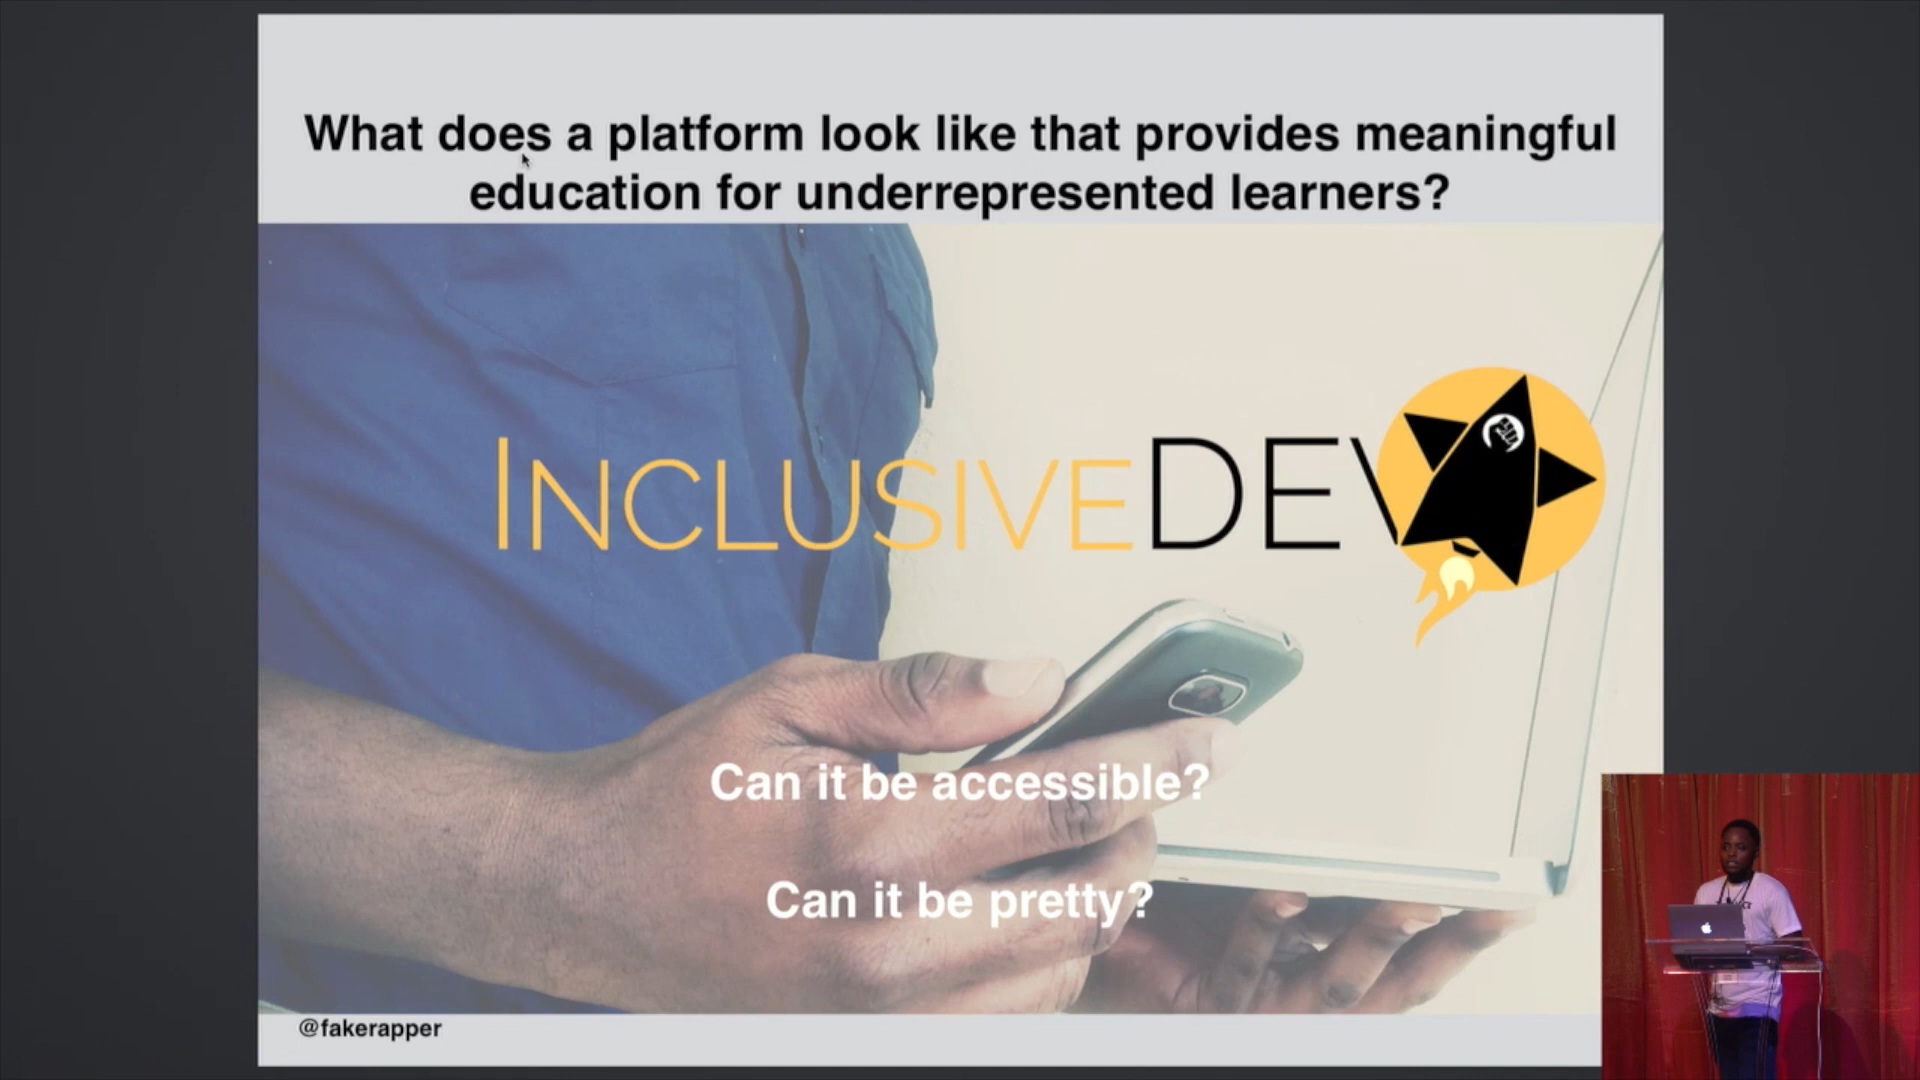 What does a platform look like that provides meaningful
education for underrepresented learners?
INCLUSIVEDEV
Can it be accessible?
Can it be pretty?
@fakerapper